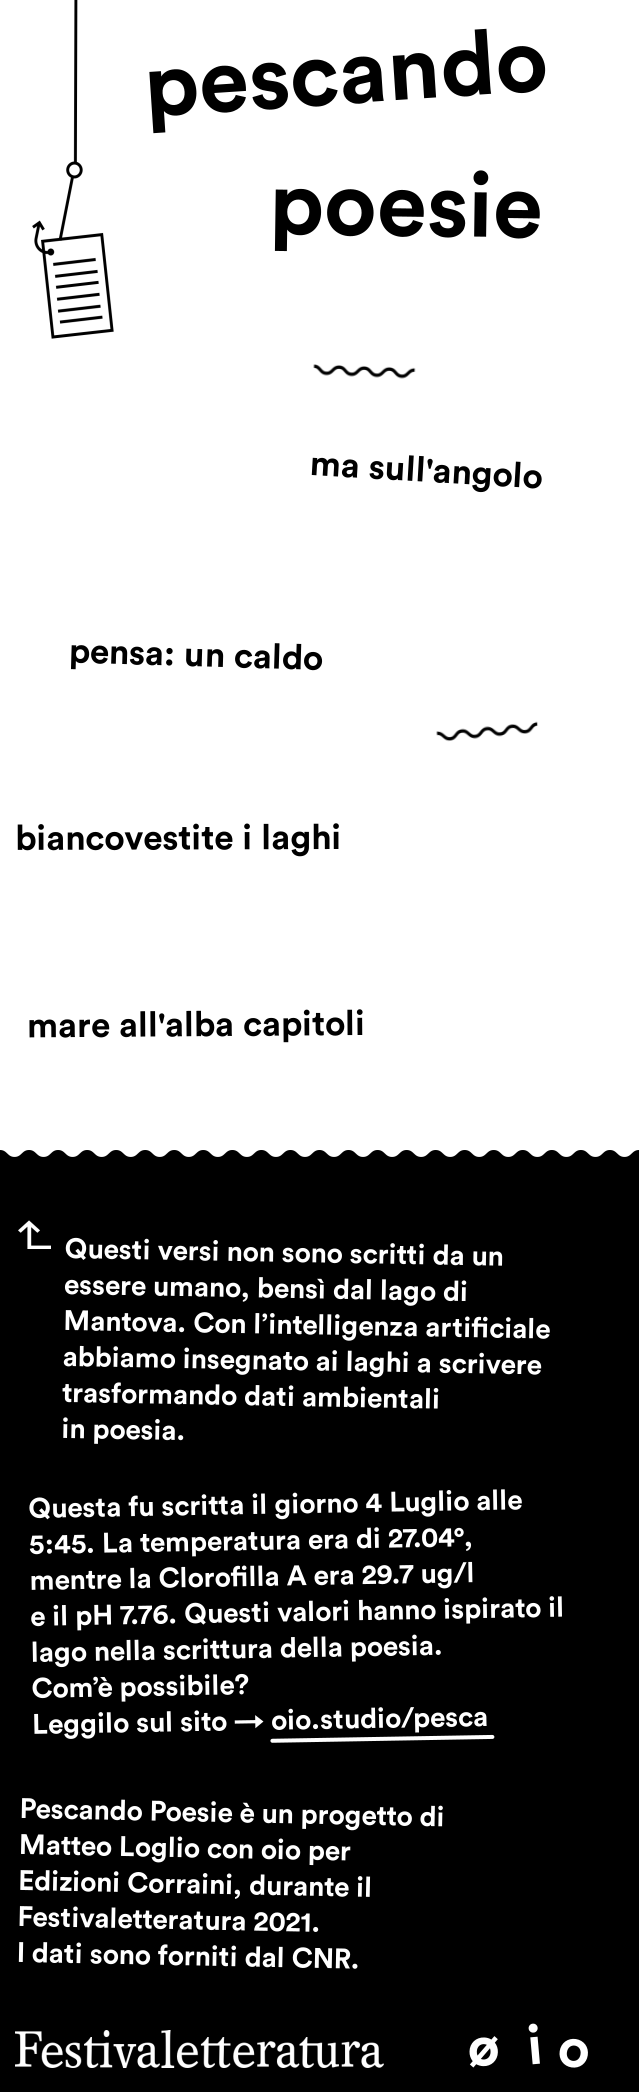 pescando
poesie
ma sull'angolo
pensa: un caldo
biancovestite i laghi
mare all'alba capitoli
Questi versi non sono scritti da un
essere umano, bensì dal lago di
Mantova. Con l’intelligenza artificiale
abbiamo insegnato ai laghi a scrivere
trasformando dati ambientali
in poesia.
Questa fu scritta il giorno 4 Luglio alle
5:45. La temperatura era di 27.04°,
mentre la Clorofilla A era 29.7 ug/l
e il pH 7.76. Questi valori hanno ispirato il
lago nella scrittura della poesia.
Com’è possibile?
Leggilo sul sito → oio.studio/pesca
Pescando Poesie è un progetto di
Matteo Loglio con oio per
Edizioni Corraini, durante il
Festivaletteratura 2021.
I dati sono forniti dal CNR.
Festivaletteratura øio